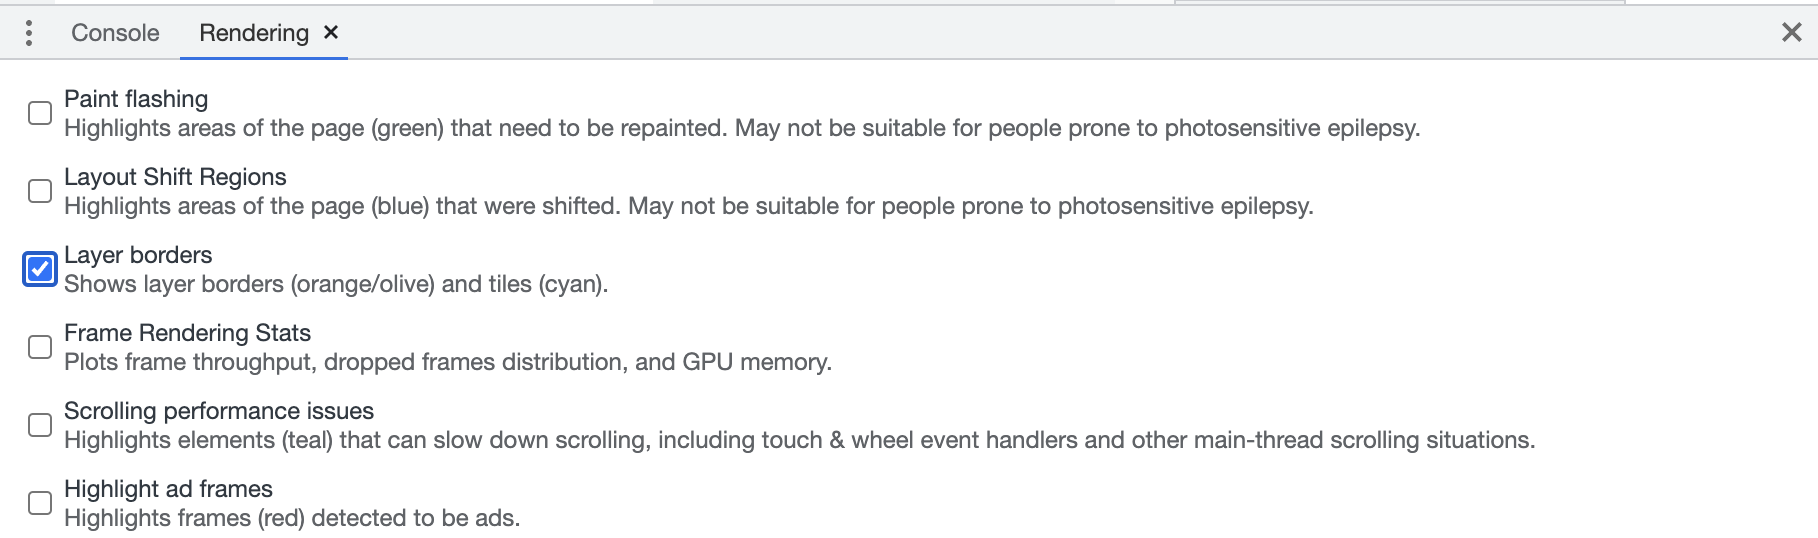 Console Rendering
Paint flashing
Highlights areas of the page (green) that need to be repainted. May not be suitable for people prone to photosensitive epilepsy.
Layout Shift Regions
Highlights areas of the page (blue) that were shifted. May not be suitable for people prone to photosensitive epilepsy.
Layer borders
Shows layer borders (orange/olive) and tiles (cyan).
Frame Rendering Stats
Plots frame throughput, dropped frames distribution, and GPU memory.
Scrolling performance issues
Highlights elements (teal) that can slow down scrolling, including touch & wheel event handlers and other main-thread scrolling situations.
Highlight ad frames
Highlights frames (red) detected to be ads.